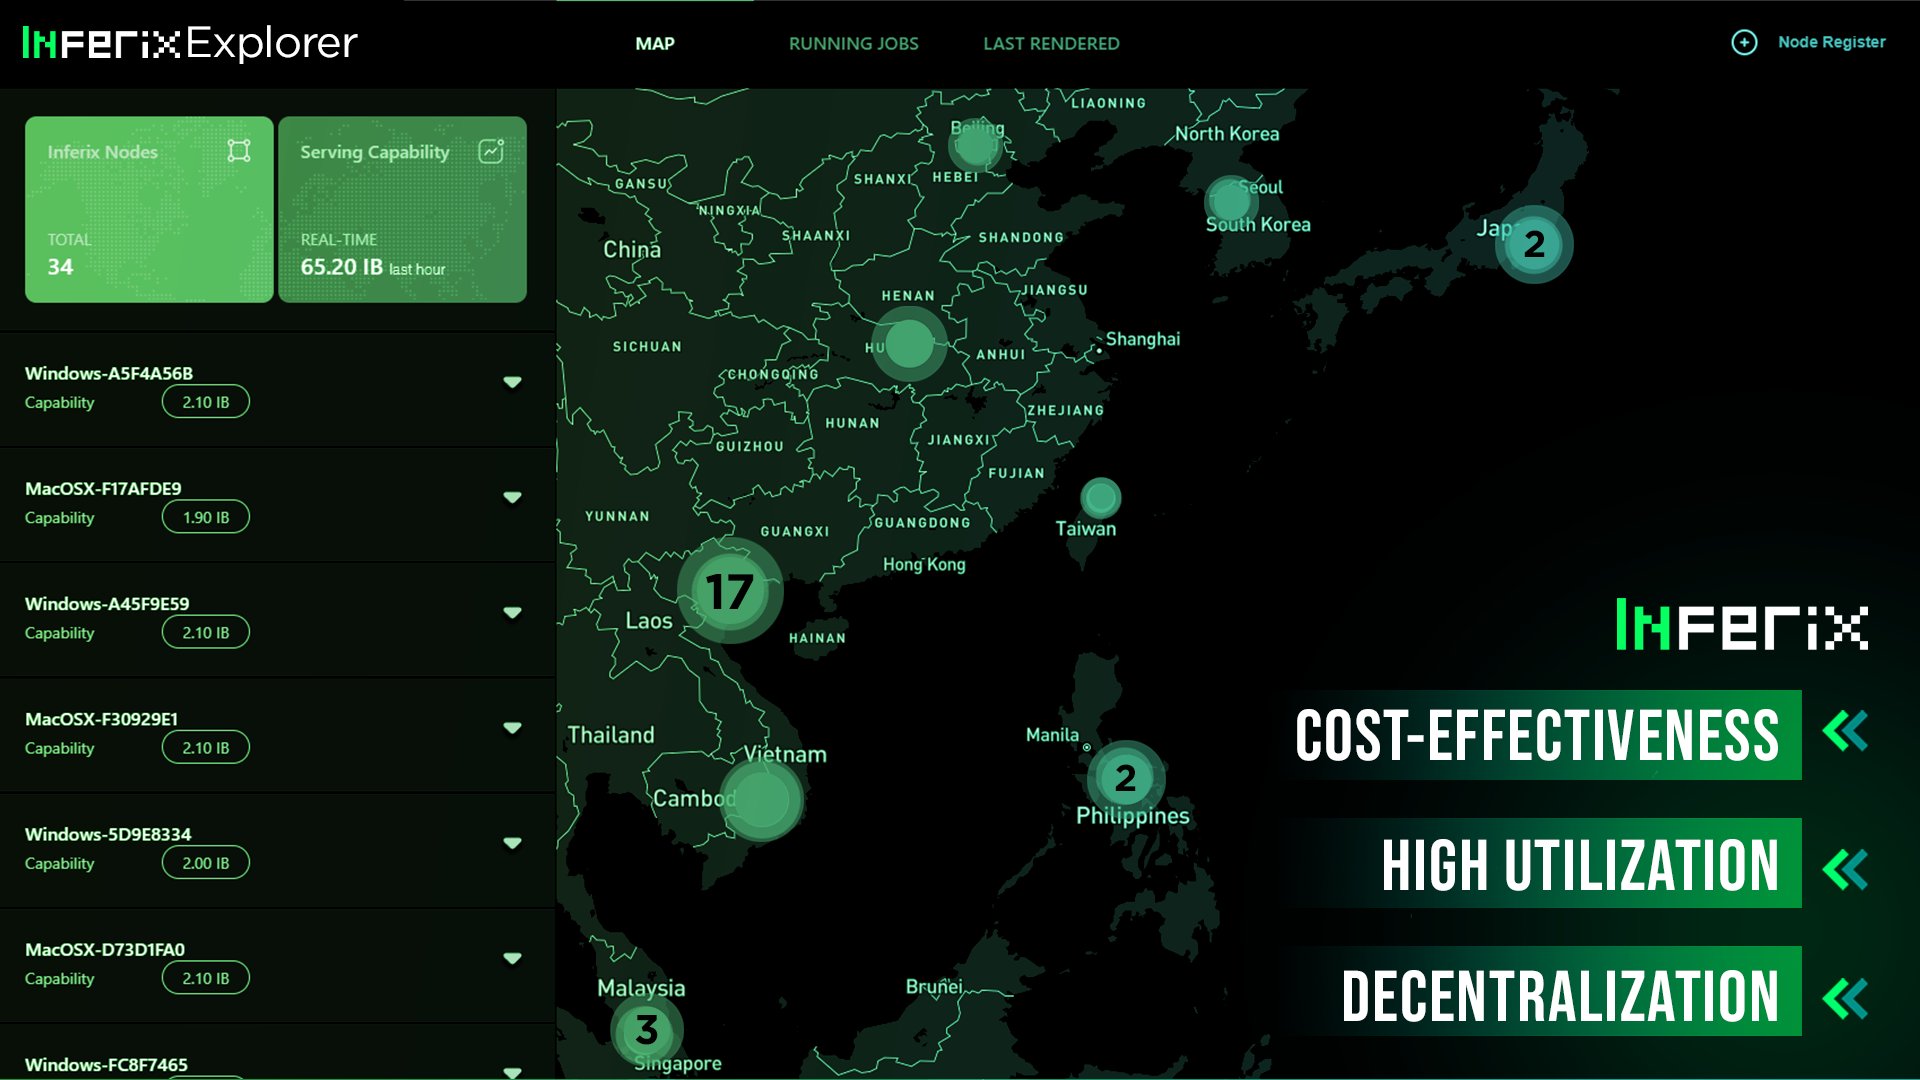 INFERIX Explorer
MAP
RUNNING JOBS
LAST RENDERED
Node Register
Inferix Nodes
TOTAL
34
Serving Capability
REAL-TIME
65.20 IB last hour
Windows-A5F4A56B
Capability 2.10 IB
MacOSX-F17AFDE9
Capability 1.90 IB
Windows-A45F9E59
Capability 2.10 IB
MacOSX-F30929E1
Capability 2.10 IB
Windows-5D9E8334
Capability 2.00 IB
MacOSX-D73D1FA0
Capability 2.10 IB
Windows-FC8F7465
LIAONING
Beijing
North Korea
GANSU
SHANXI
HEBEI
Seoul
NINGXIA
South Korea
SHAANXI
SHANDONG
Jap
2
China
HENAN
JIANGSU
SICHUAN
HU
ANHUI
Shanghai
CHONGQING
ZHEJIANG
HUNAN
GUIZHOU
JIANGXI
FUJIAN
YUNNAN
GUANGXI
GUANGDONG
Taiwan
Hong Kong
17
Laos
HAINAN
Thailand
Manila
Vietnam
2
Cambod
Philippines
Malaysia
Brunei
3
Singapore
INFERIX
COST-EFFECTIVENESS
HIGH UTILIZATION
DECENTRALIZATION